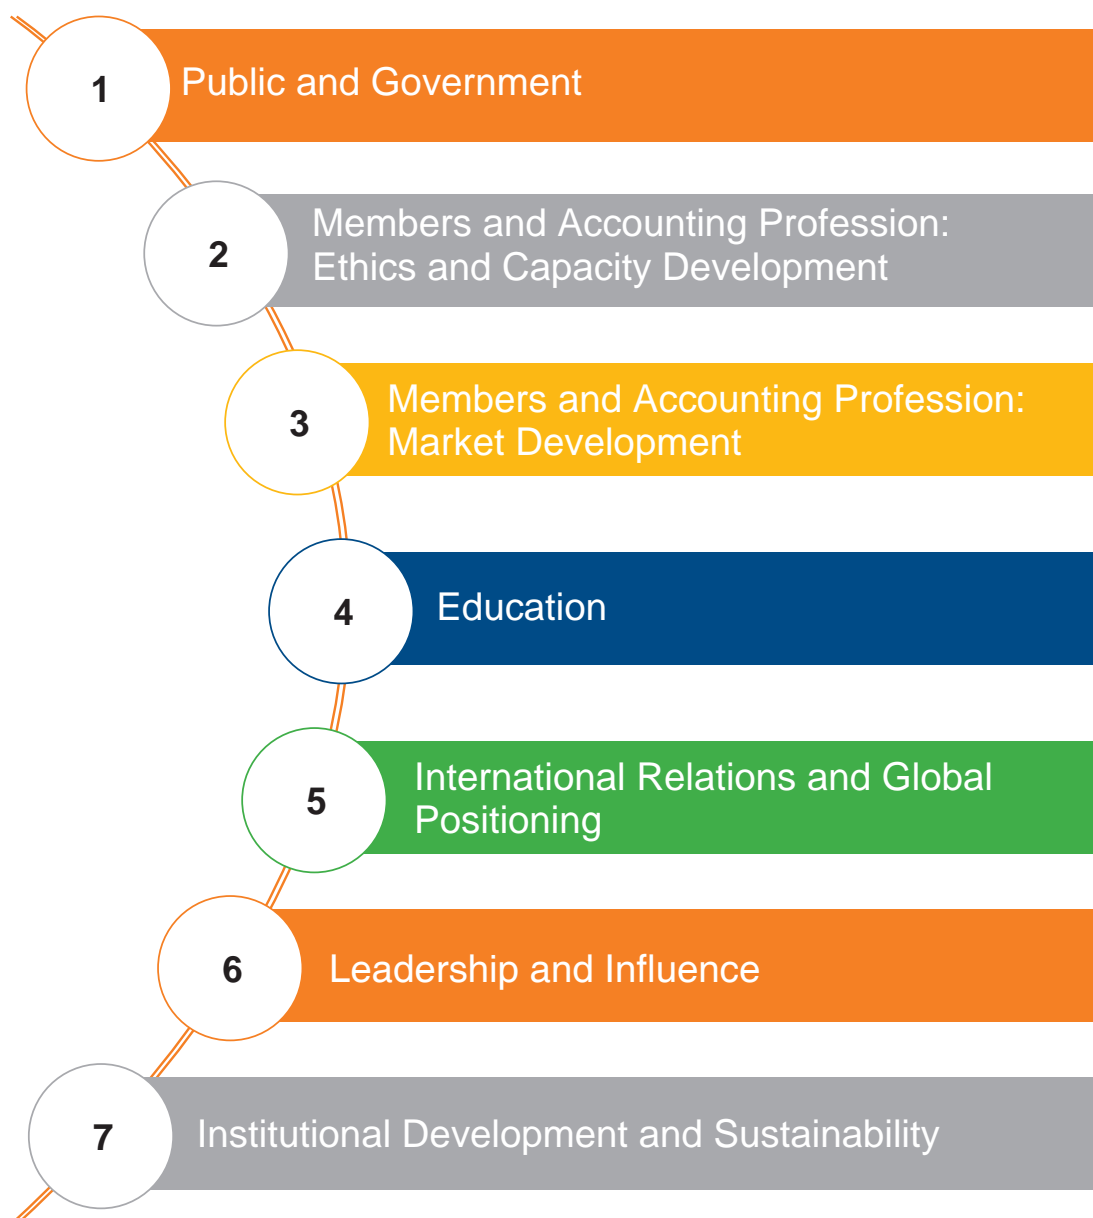 1
Public and Government
2
Members and Accounting Profession:
Ethics and Capacity Development
3
Members and Accounting Profession:
Market Development
4
Education
5
International Relations and Global
Positioning
6
Leadership and Influence
7
Institutional Development and Sustainability